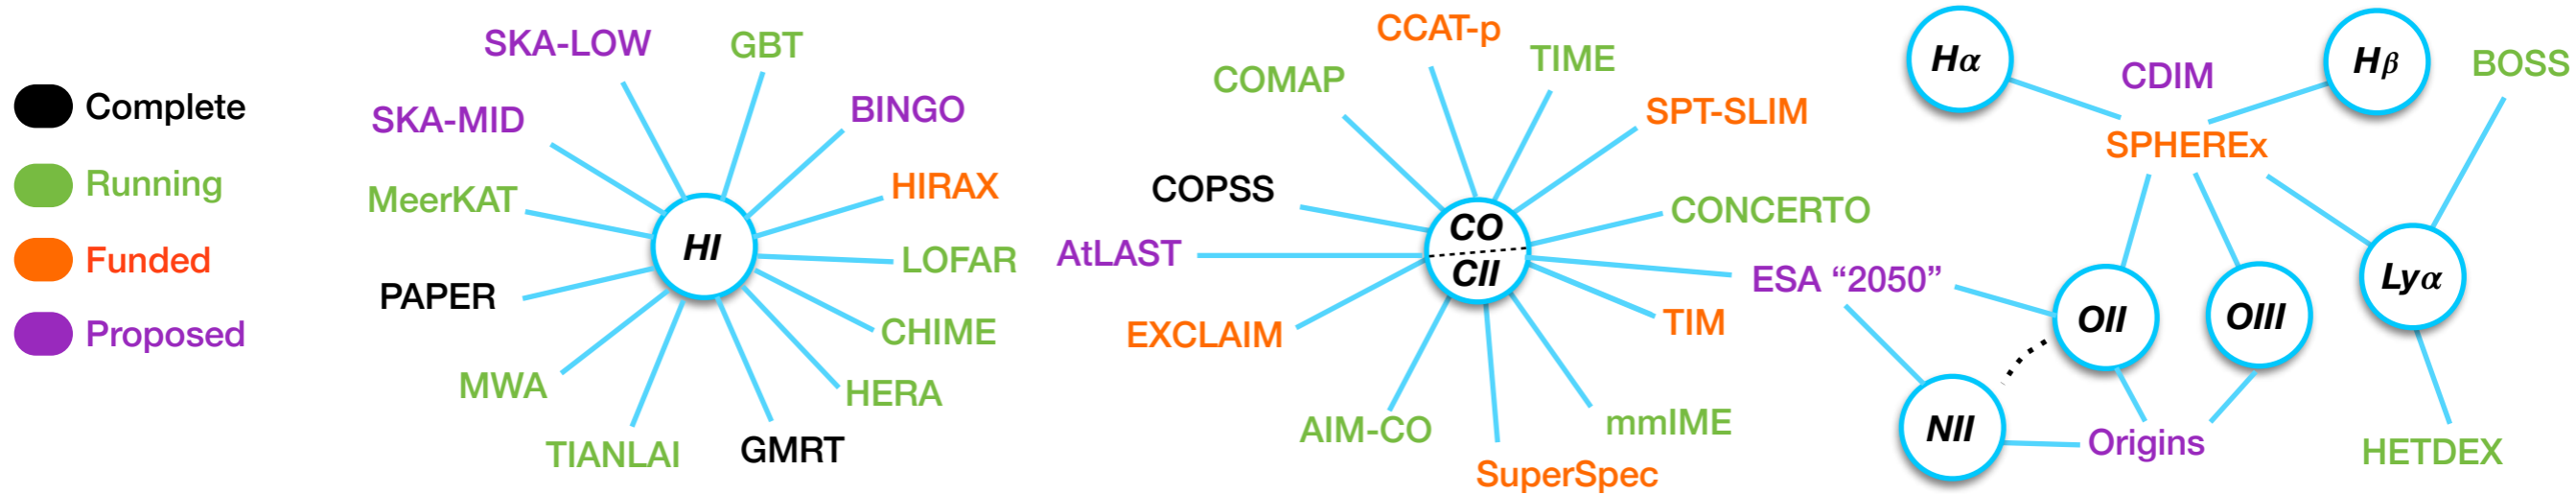 Complete
Running
Funded
Proposed
SKA-LOW
GBT
SKA-MID
BINGO
MeerKAT
HIRAX
HI
LOFAR
PAPER
CHIME
MWA
HERA
TIANLAI
GMRT
CCAT-p
COMAP
TIME
SPT-SLIM
COPSS
CONCERTO
CO
CII
AtLAST
ESA “2050”
EXCLAIM
TIM
AIM-CO
mmIME
SuperSpec
Hα
CDIM
Hβ
BOSS
SPHEREx
Lyα
OII
OIII
NII
Origins
HETDEX